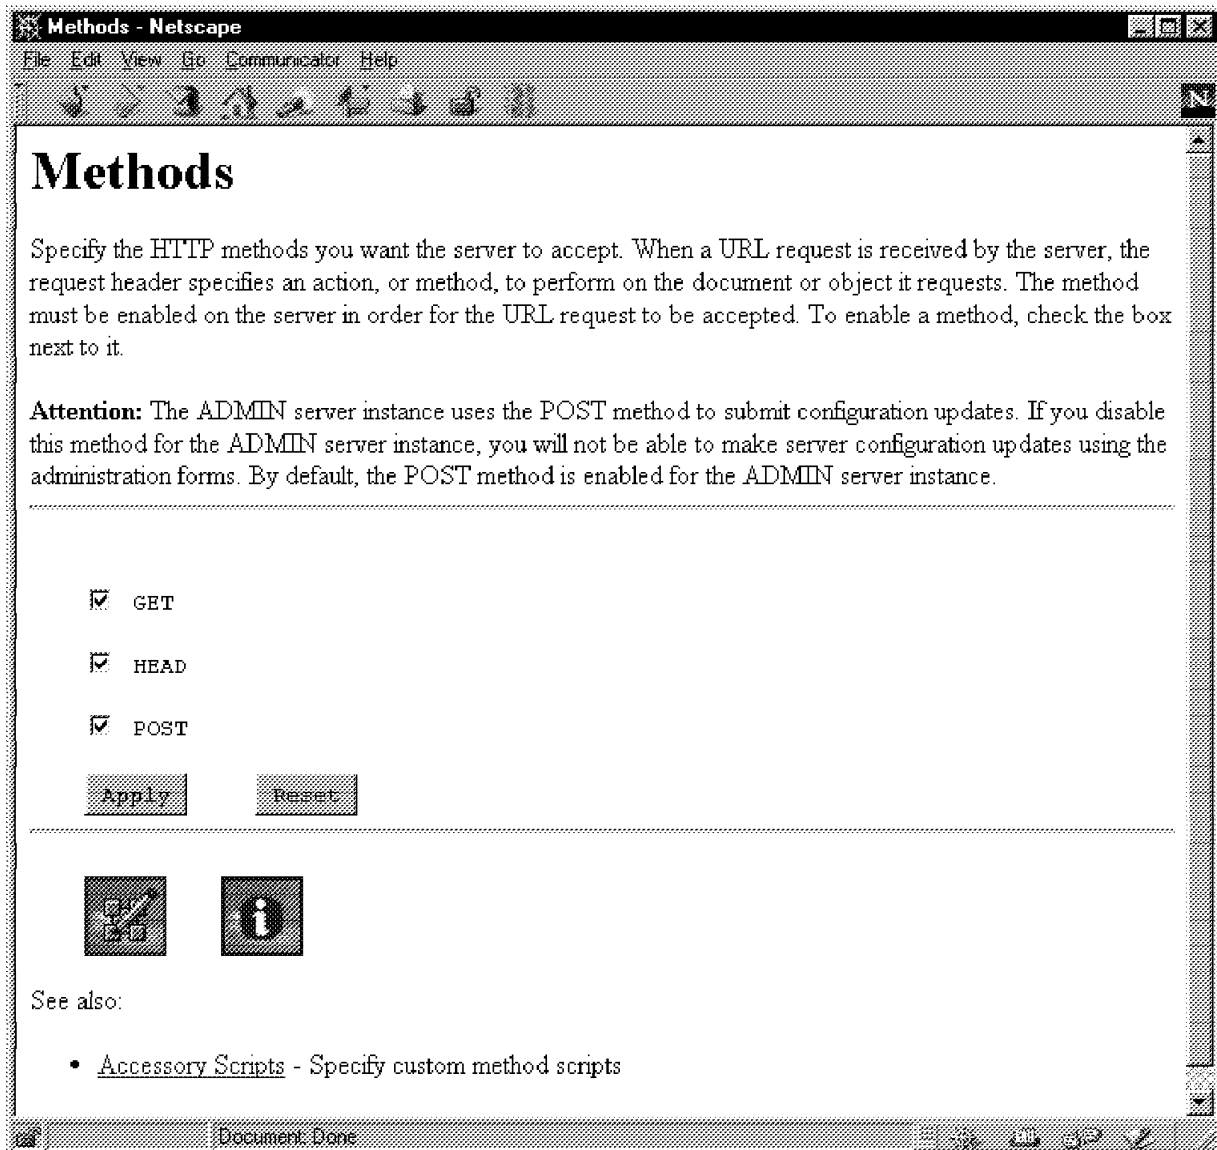 Methods - Netscape
File Edit View Go Communicator Help
N
Methods
Specify the HTTP methods you want the server to accept. When a URL request is received by the server, the
request header specifies an action, or method, to perform on the document or object it requests. The method
must be enabled on the server in order for the URL request to be accepted. To enable a method, check the box
next to it.
Attention: The ADMIN server instance uses the POST method to submit configuration updates. If you disable
this method for the ADMIN server instance, you will not be able to make server configuration updates using the
administration forms. By default, the POST method is enabled for the ADMIN server instance.
GET
HEAD
POST
Apply Reset
i
See also:
• Accessory Scripts - Specify custom method scripts
Document: Done